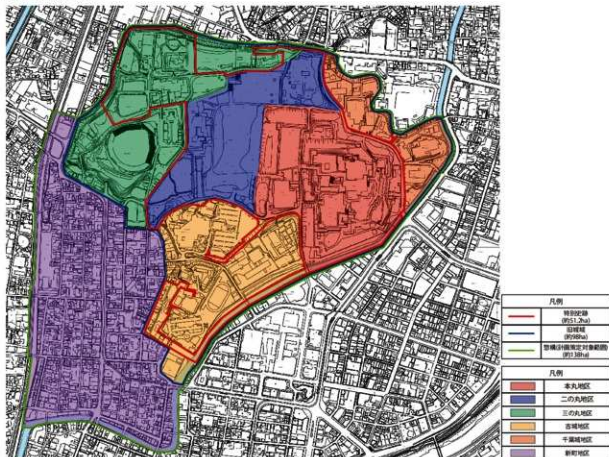 凡例
特別史跡
(約51.2ha)
旧城域
(約98ha)
惣構(計画策定対象範囲)
(約138ha)
凡例
本丸地区
二の丸地区
三の丸地区
古城地区
千葉城地区
新町地区